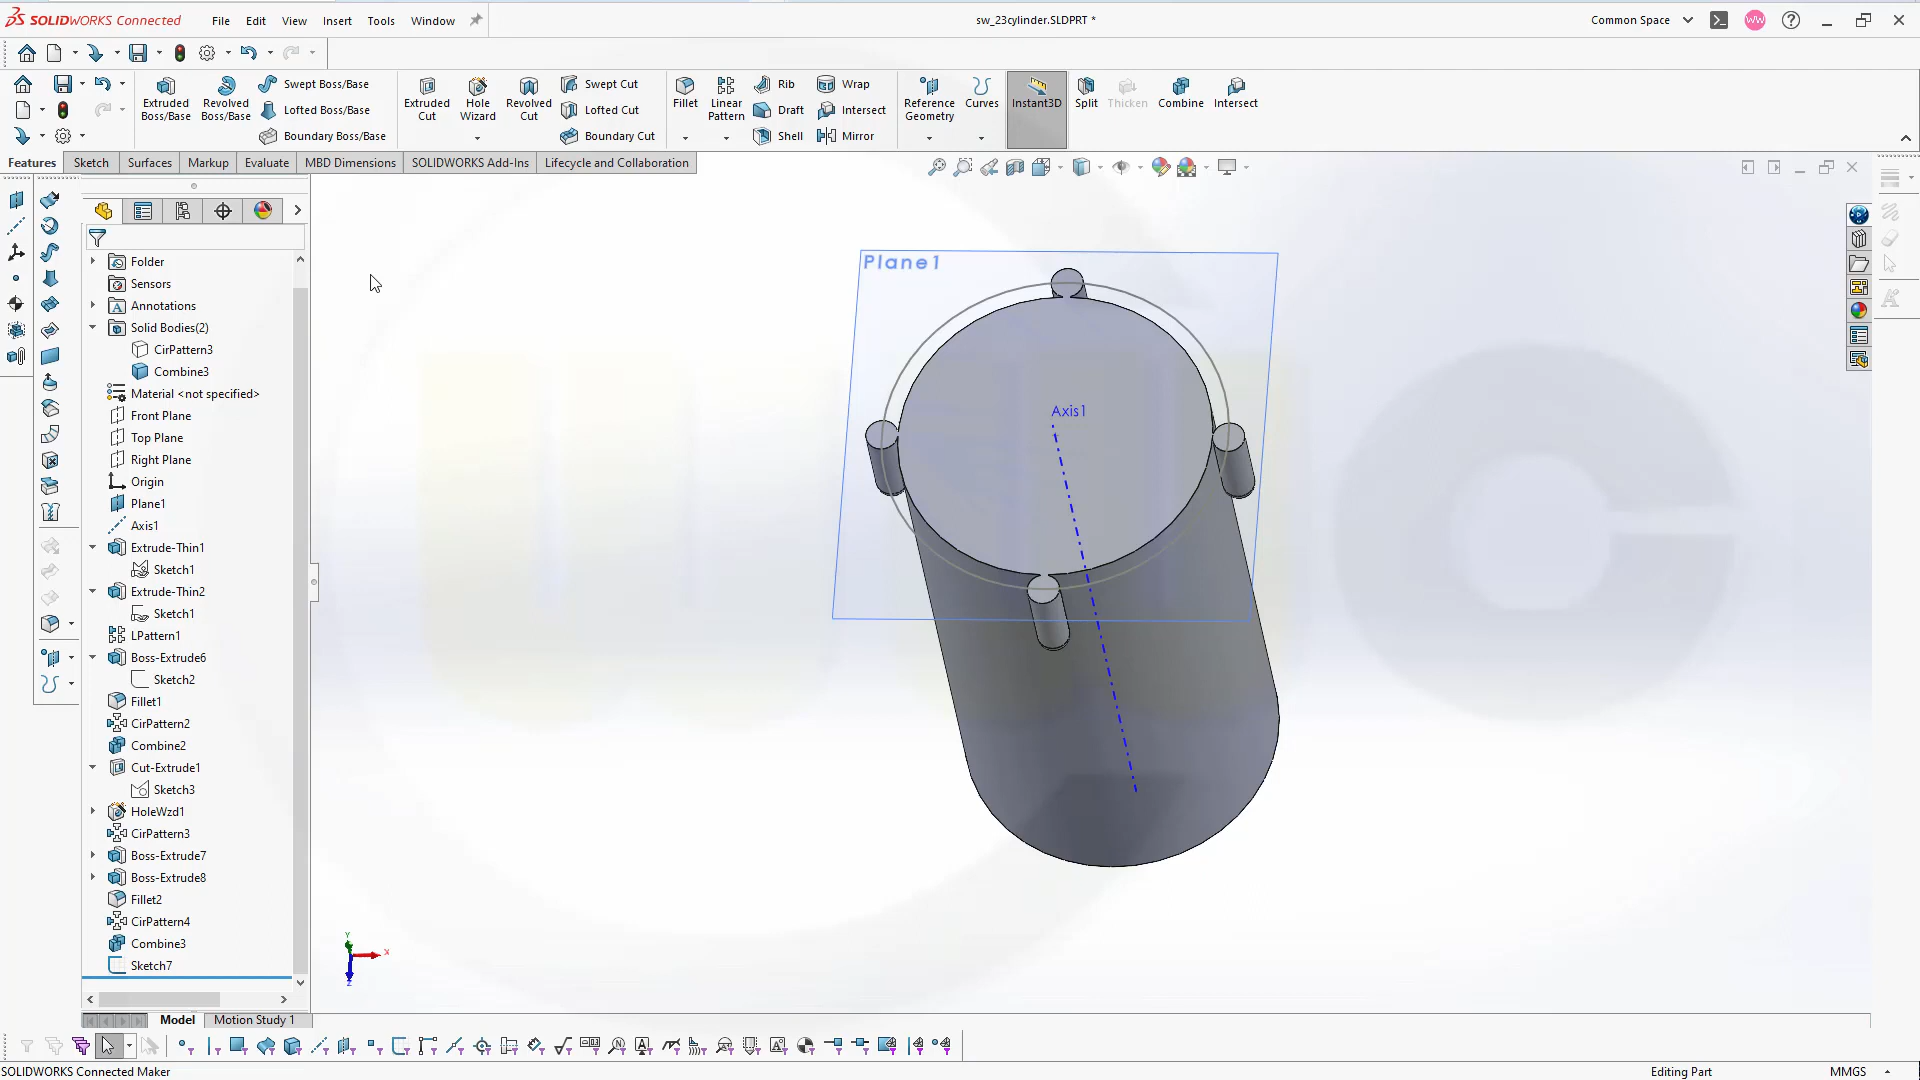 SOLIDWORKS Connected
File Edit View Insert Tools Window
sw_23cylinder.SLDPRT *
Common Space
WW
Extruded Boss/Base
Revolved Boss/Base
Swept Boss/Base
Lofted Boss/Base
Boundary Boss/Base
Extruded Cut
Hole Wizard
Revolved Cut
Swept Cut
Lofted Cut
Boundary Cut
Fillet
Linear Pattern
Rib
Draft
Shell
Wrap
Intersect
Mirror
Reference Geometry
Curves
Instant3D
Split
Thicken
Combine
Intersect
Features Sketch Surfaces Markup Evaluate MBD Dimensions SOLIDWORKS Add-Ins Lifecycle and Collaboration
Folder
Sensors
Annotations
Solid Bodies(2)
CirPattern3
Combine3
Material <not specified>
Front Plane
Top Plane
Right Plane
Origin
Plane1
Axis1
Extrude-Thin1
Sketch1
Extrude-Thin2
Sketch1
LPattern1
Boss-Extrude6
Sketch2
Fillet1
CirPattern2
Combine2
Cut-Extrude1
Sketch3
HoleWzd1
CirPattern3
Boss-Extrude7
Boss-Extrude8
Fillet2
CirPattern4
Combine3
Sketch7
Plane1
Axis1
Y
X
Z
Model Motion Study 1
SOLIDWORKS Connected Maker
Editing Part
MMGS